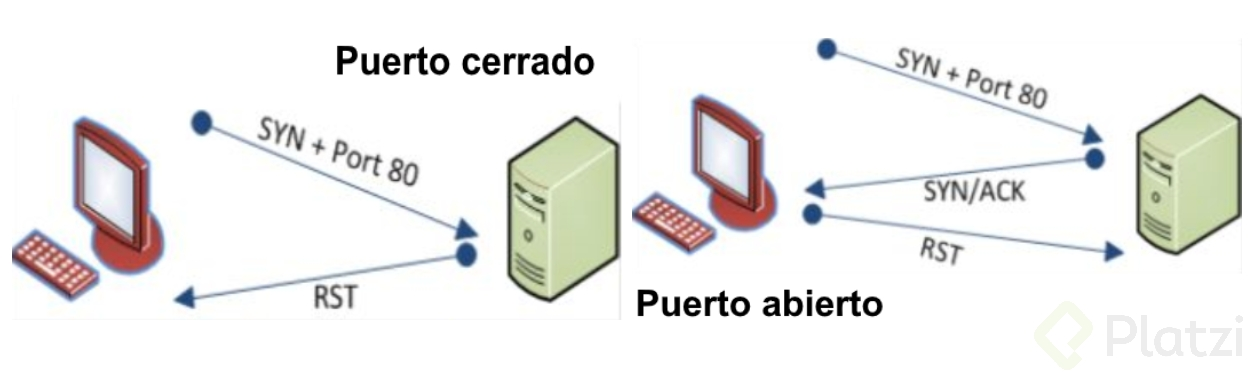 Puerto cerrado
SYN + Port 80
RST
SYN + Port 80
SYN/ACK
RST
Puerto abierto
Platzi